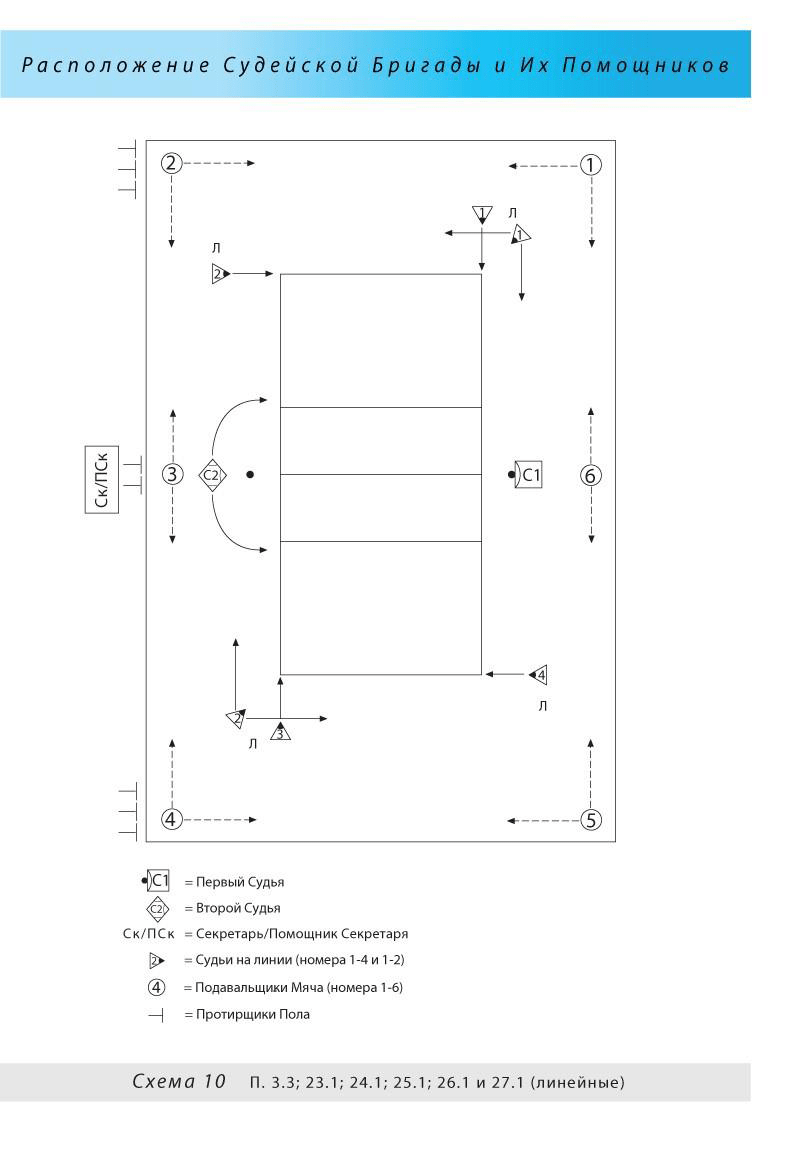 Расположение Судейской Бригады и Их Помощников
2
1
1
Л
1
Л
2
Ск/ПСк
3
С2
С1
6
4
Л
2
Л
3
4
5
С1 = Первый Судья
С2 = Второй Судья
Ск/ПСк = Секретарь/Помощник Секретаря
2 = Судьи на линии (номера 1-4 и 1-2)
4 = Подавальщики Мяча (номера 1-6)
= Протирщики Пола
Схема 10 П. 3.3; 23.1; 24.1; 25.1; 26.1 и 27.1 (линейные)